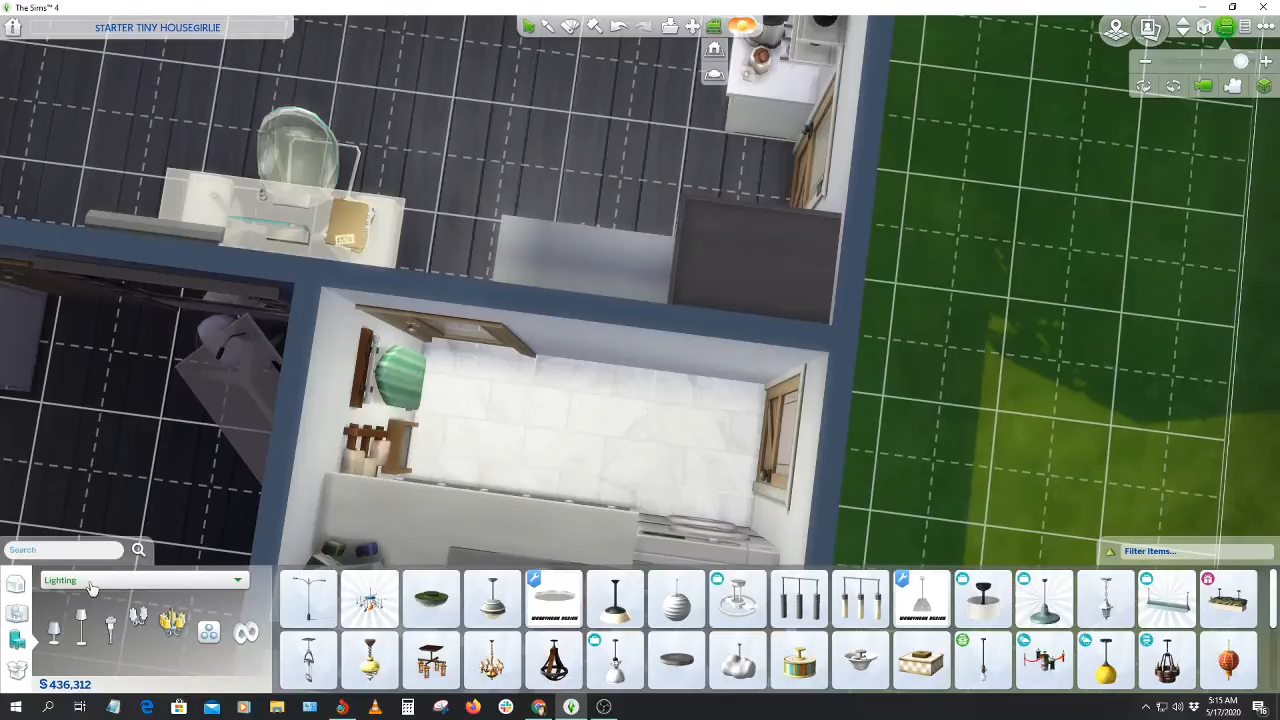 The Sims™ 4
STARTER TINY HOUSEGIRLIE
Search
Filter Items...
Lighting
§436,312
5:15 AM
5/17/2020